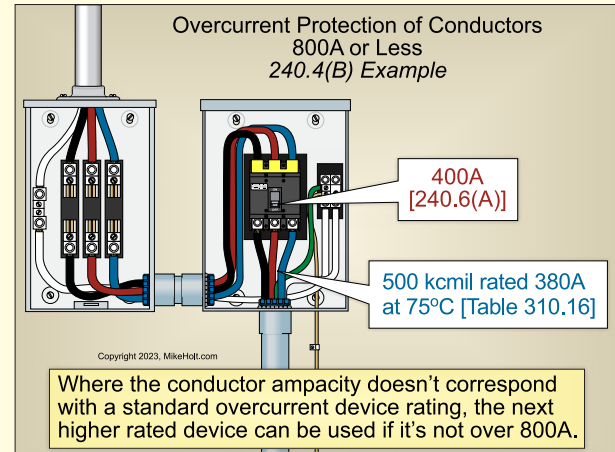 Overcurrent Protection of Conductors
800A or Less
240.4(B) Example
400A
[240.6(A)]
500 kcmil rated 380A
at 75ºC [Table 310.16]
Copyright 2023, MikeHolt.com
Where the conductor ampacity doesn't correspond
with a standard overcurrent device rating, the next
higher rated device can be used if it's not over 800A.